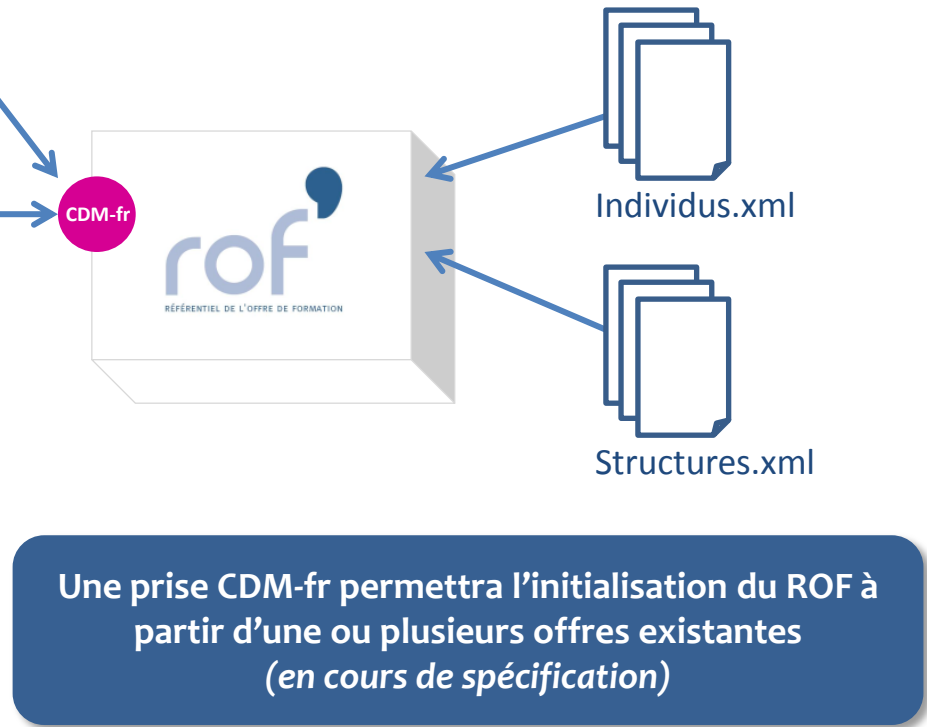 Individus.xml
CDM-fr
rof'
RÉFÉRENTIEL DE L'OFFRE DE FORMATION
Structures.xml
Une prise CDM-fr permettra l’initialisation du ROF à
partir d’une ou plusieurs offres existantes
(en cours de spécification)